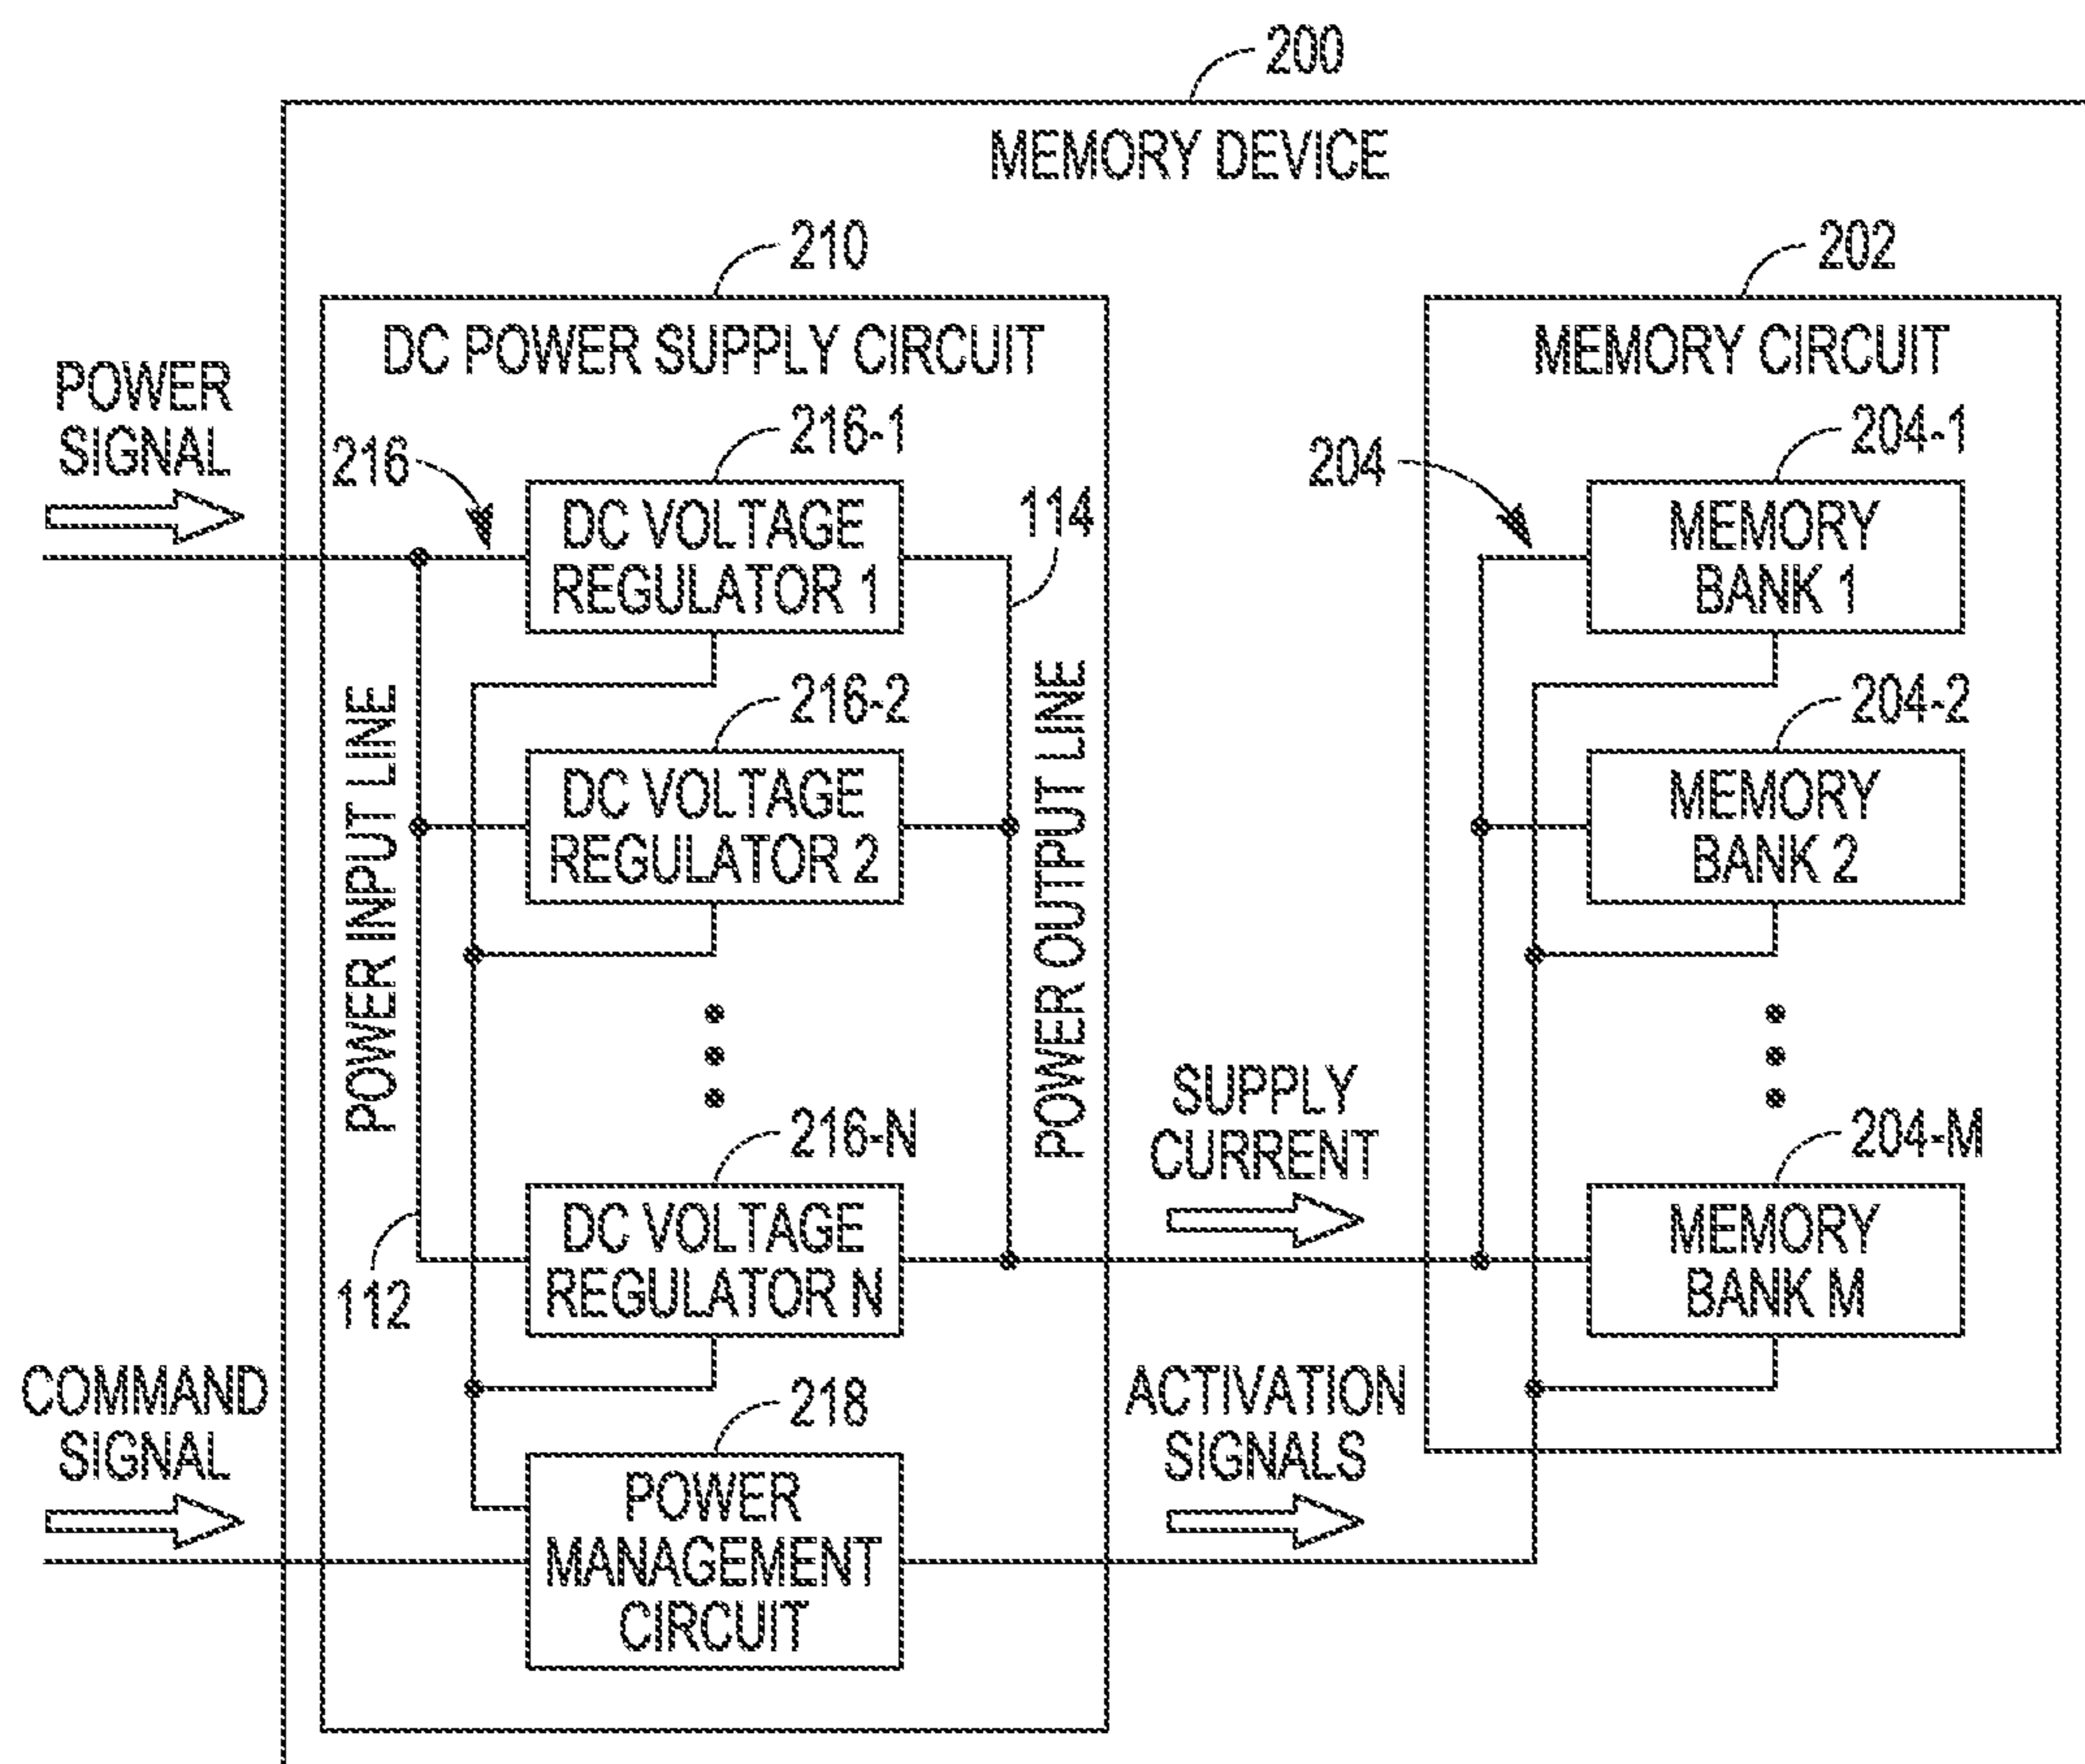 200
MEMORY DEVICE
210
202
DC POWER SUPPLY CIRCUIT
MEMORY CIRCUIT
POWER
SIGNAL
216
216-1
DC VOLTAGE
REGULATOR 1
114
204
204-1
MEMORY
BANK 1
POWER INPUT LINE
216-2
DC VOLTAGE
REGULATOR 2
POWER OUTPUT LINE
204-2
MEMORY
BANK 2
112
216-N
DC VOLTAGE
REGULATOR N
SUPPLY
CURRENT
204-M
MEMORY
BANK M
COMMAND
SIGNAL
218
POWER
MANAGEMENT
CIRCUIT
ACTIVATION
SIGNALS